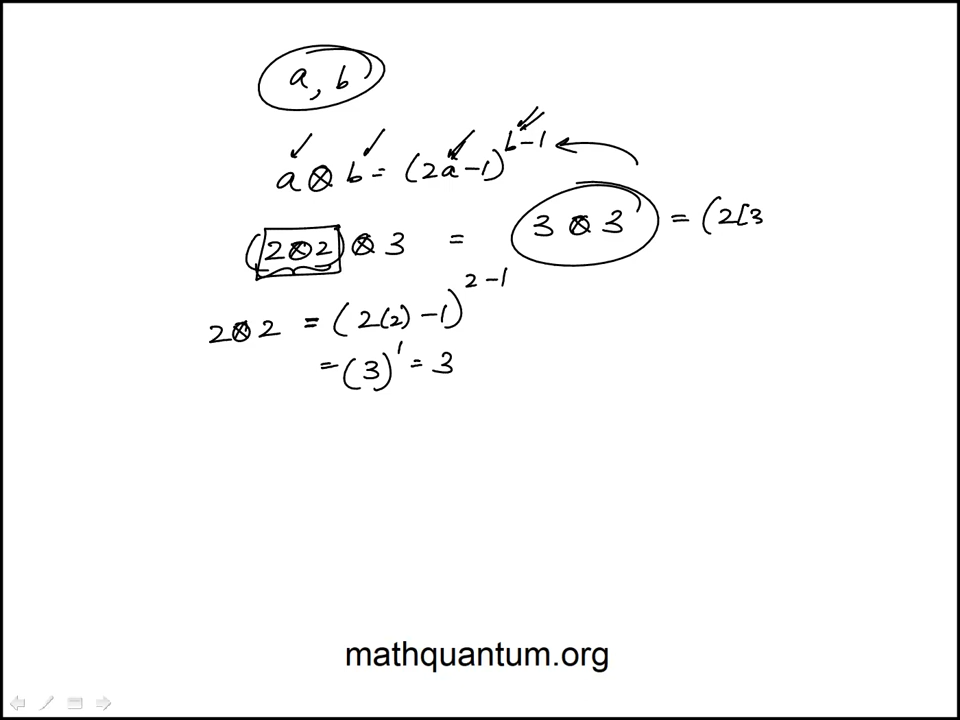 a, b
a ⊗ b = (2a-1)^{b-1}
(2⊗2)⊗3 = 3⊗3 = (2[3
2⊗2 = (2(2)-1)^{2-1}
= (3)^1 = 3
mathquantum.org